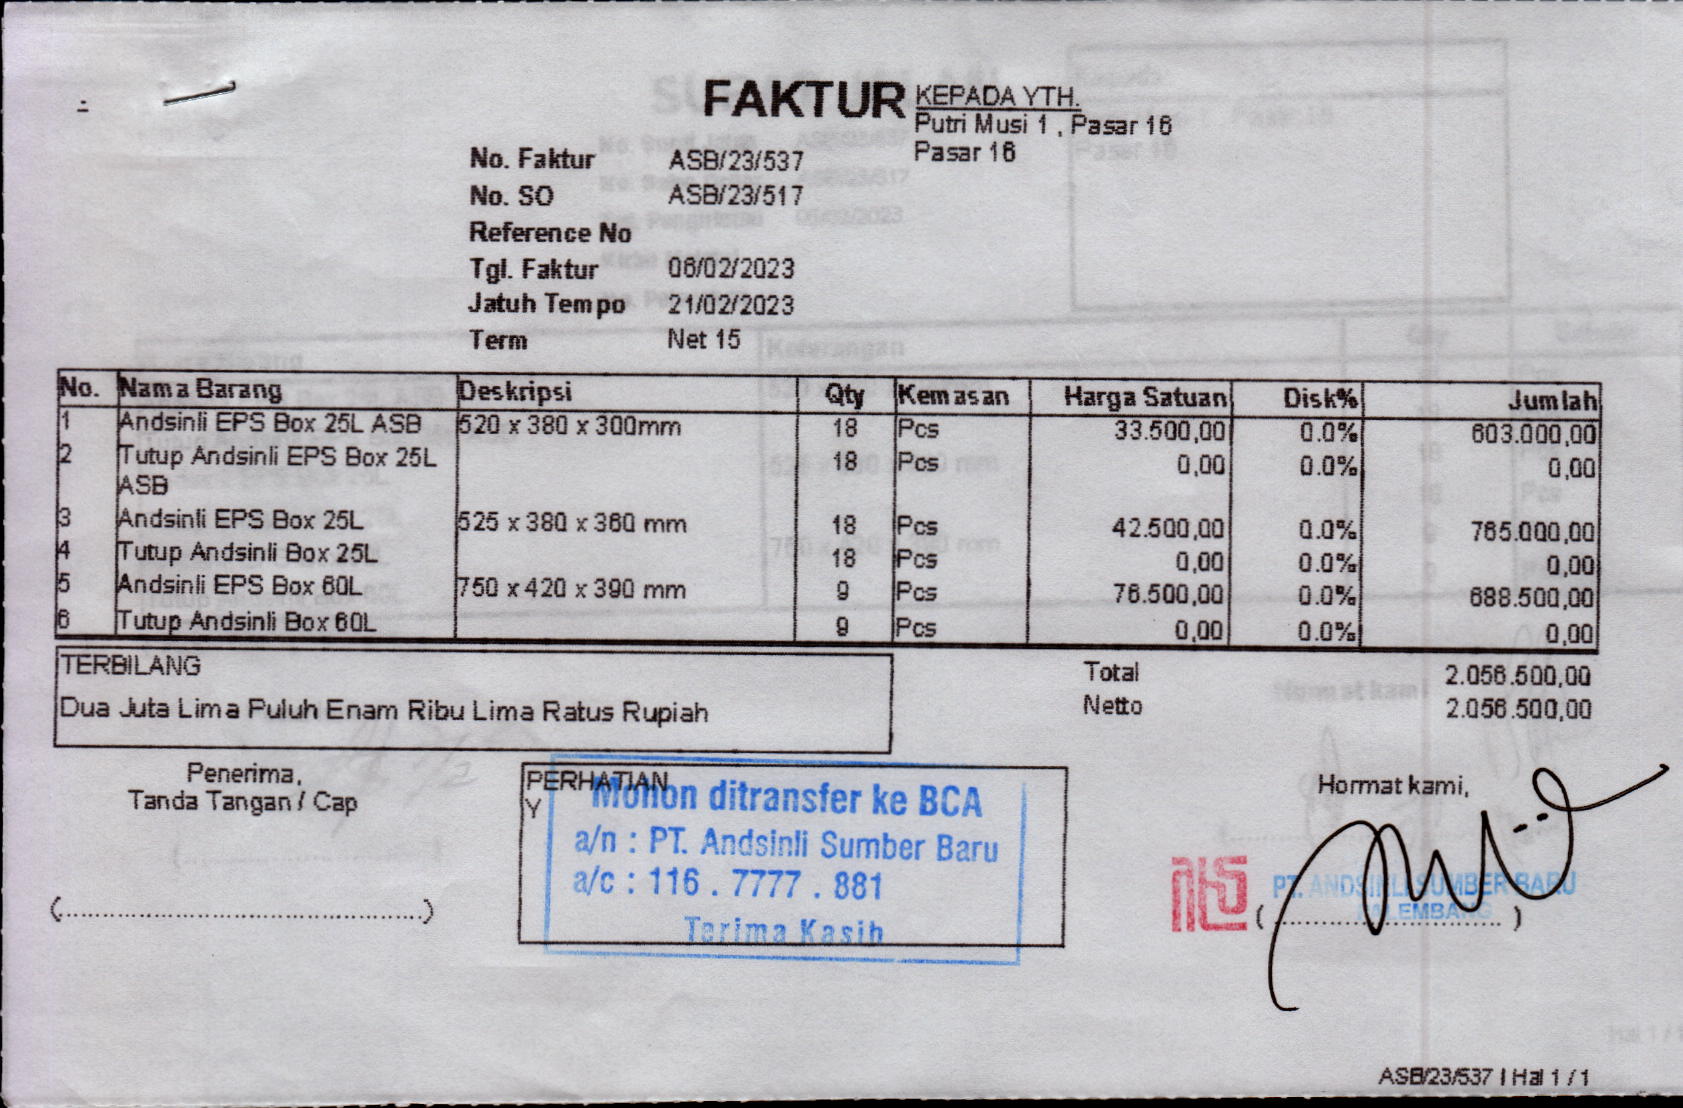 FAKTUR
KEPADA YTH.
Putri Musi 1 , Pasar 16
Pasar 16
No. Faktur ASB/23/537
No. SO ASB/23/517
Reference No
Tgl. Faktur 06/02/2023
Jatuh Tempo 21/02/2023
Term Net 15
No. Nama Barang Deskripsi Qty Kemasan Harga Satuan Disk% Jumlah
1 Andsinli EPS Box 25L ASB 520 x 380 x 300mm 18 Pcs 33.500,00 0.0% 603.000,00
2 Tutup Andsinli EPS Box 25L 18 Pcs 0,00 0.0% 0,00
ASB
3 Andsinli EPS Box 25L 525 x 380 x 360 mm 18 Pcs 42.500,00 0.0% 765.000,00
4 Tutup Andsinli Box 25L 18 Pcs 0,00 0.0% 0,00
5 Andsinli EPS Box 60L 750 x 420 x 390 mm 9 Pcs 76.500,00 0.0% 688.500,00
6 Tutup Andsinli Box 60L 9 Pcs 0,00 0.0% 0,00
TERBILANG
Dua Juta Lima Puluh Enam Ribu Lima Ratus Rupiah
Total 2.056.500,00
Netto 2.056.500,00
Penerima,
Tanda Tangan / Cap
(...)
PERHATIAN
Y
Mohon ditransfer ke BCA
a/n : PT. Andsinli Sumber Baru
a/c : 116 . 7777 . 881
Terima Kasih
Hormat kami,
PT. ANDSINLI SUMBER BARU
PALEMBANG
(...)
ASB/23/537 | Hal 1 / 1